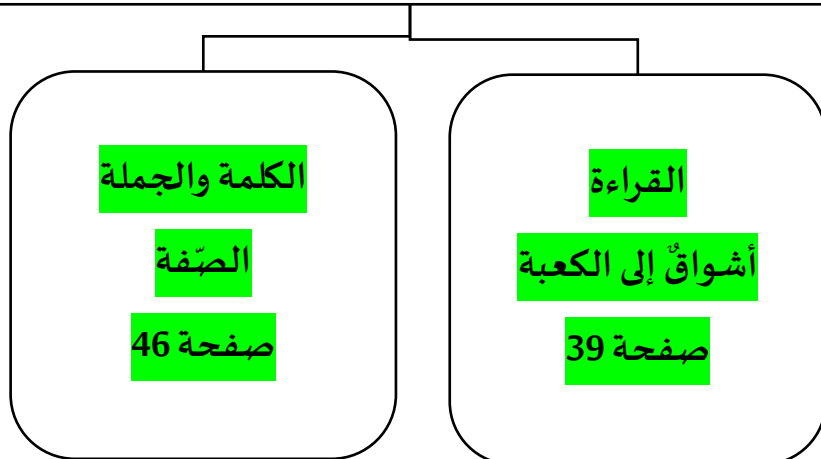 القراءة
أشواقٌ إلى الكعبة
صفحة 39
الكلمة والجملة
الصّفة
صفحة 46